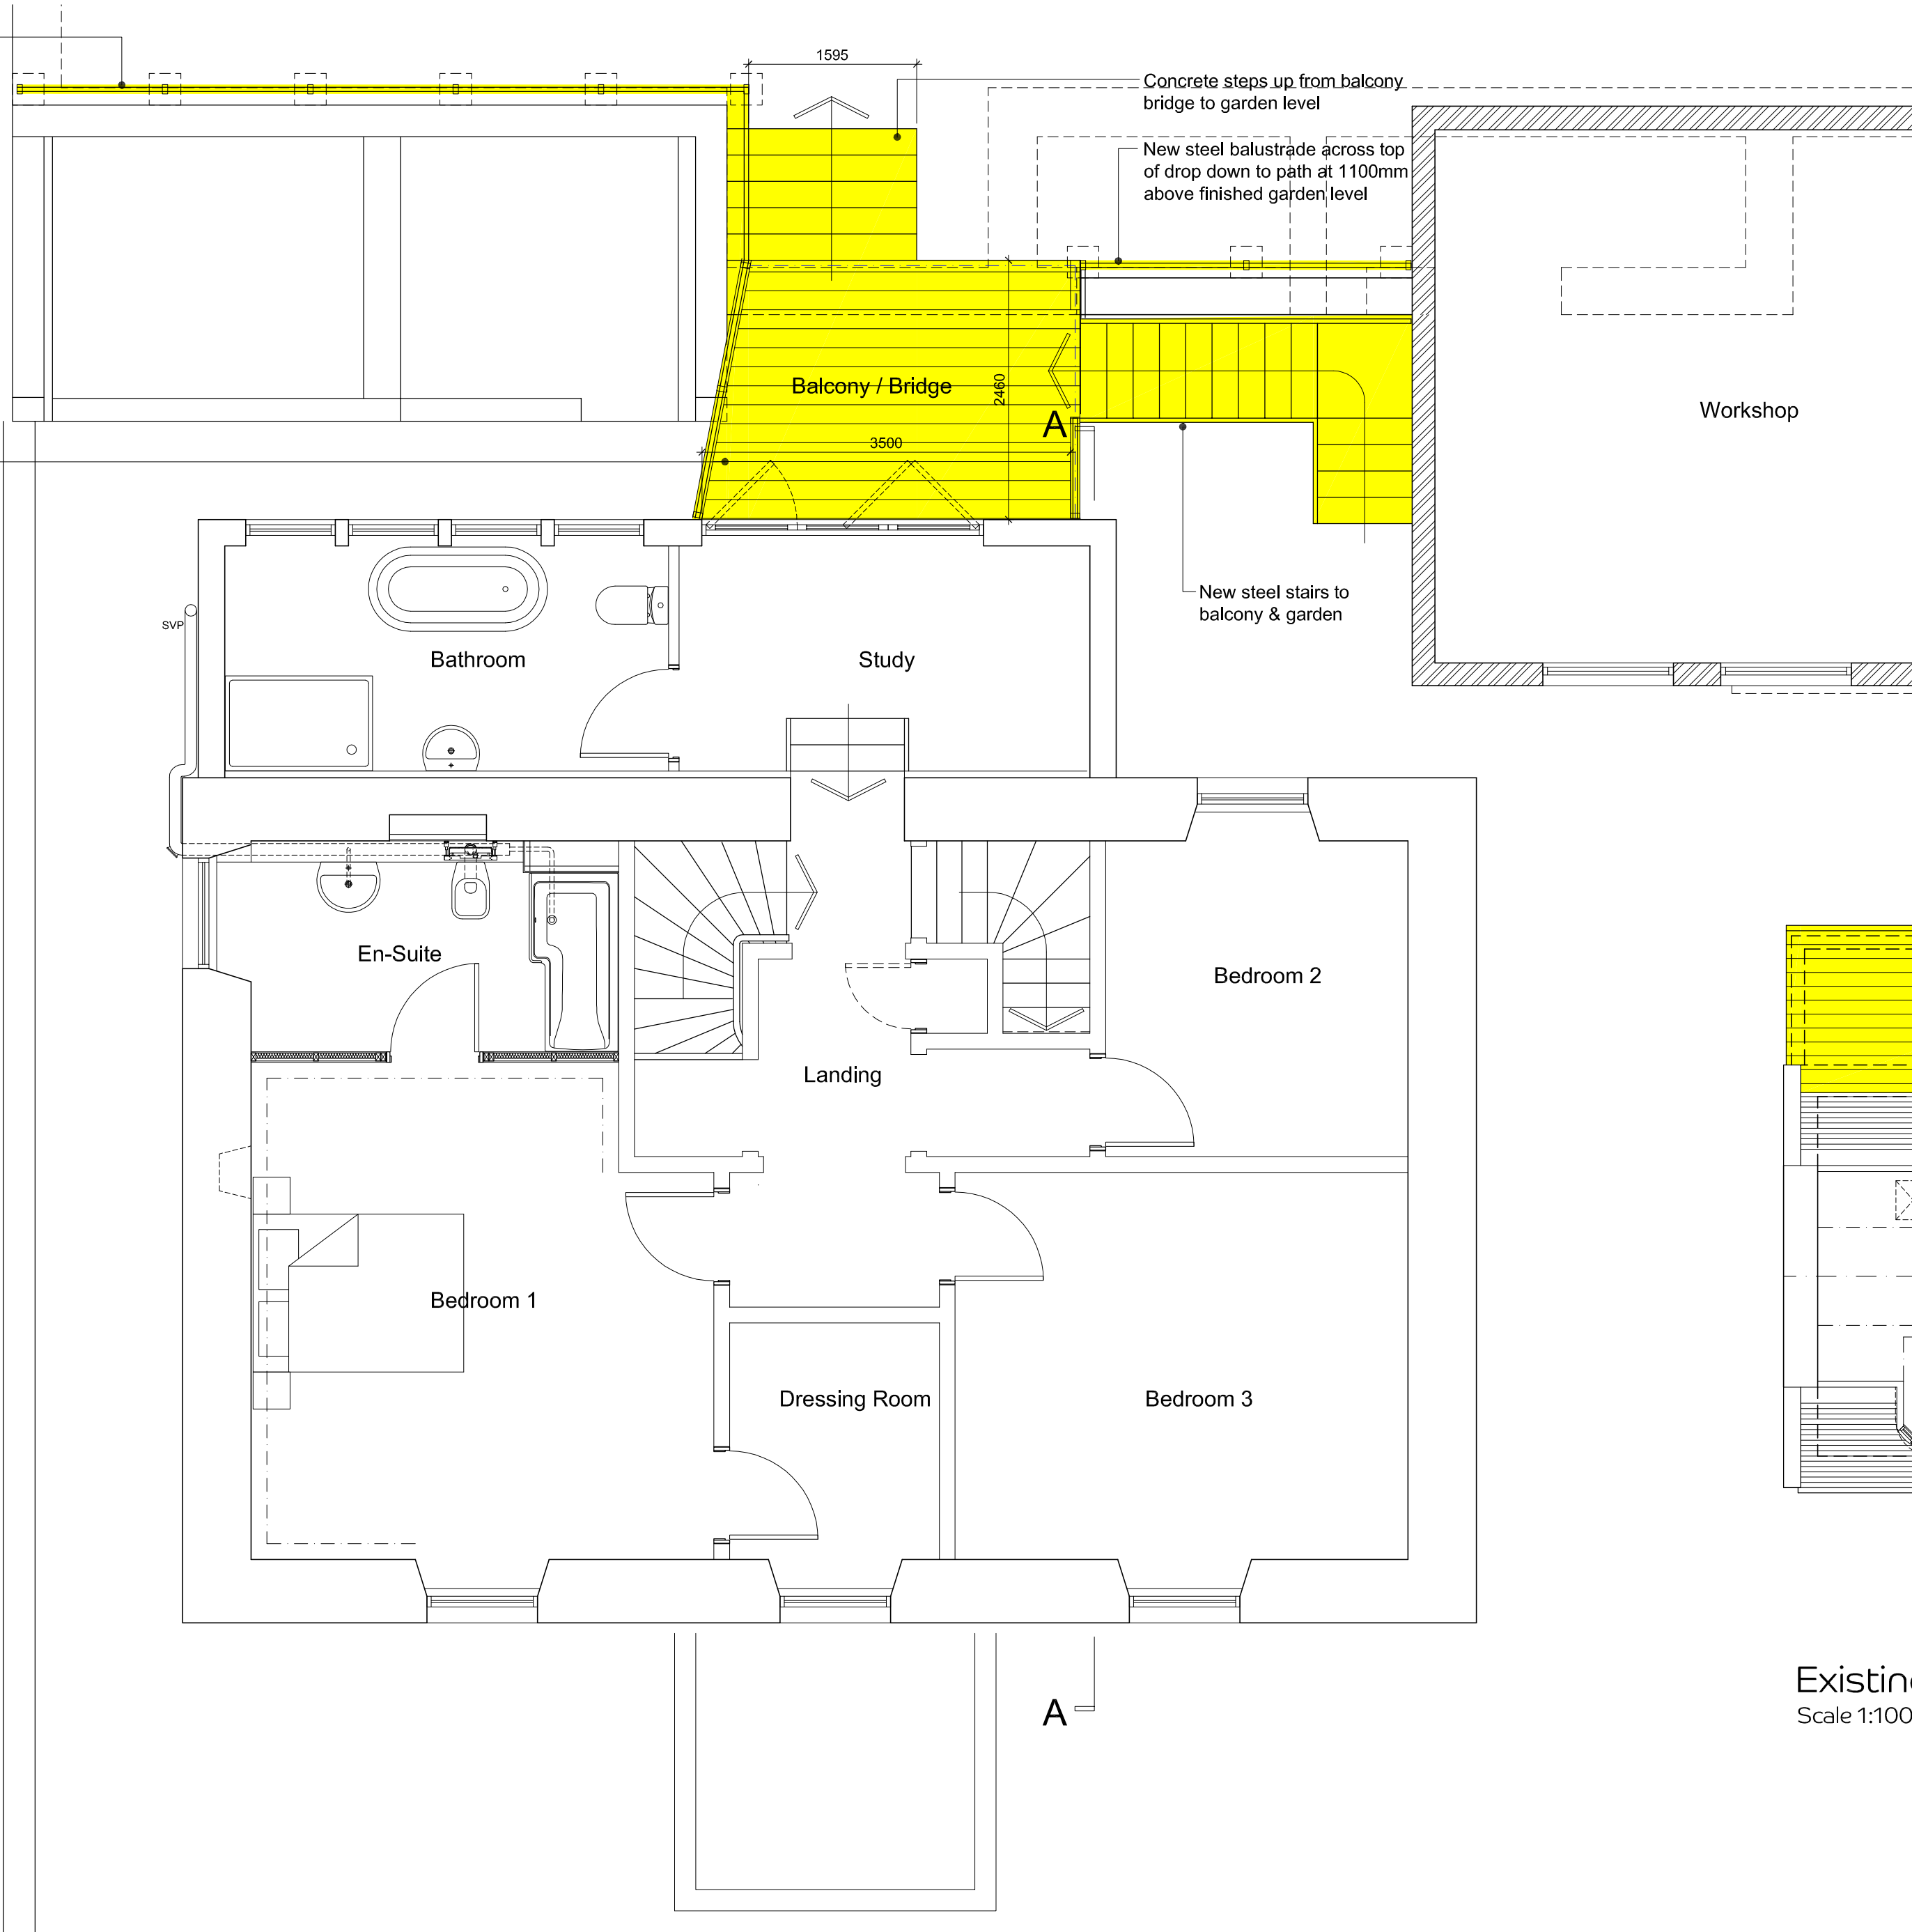 1595
Concrete steps up from balcony
bridge to garden level
New steel balustrade across top
of drop down to path at 1100mm
above finished garden level
Balcony / Bridge
2460
A
3500
Workshop
New steel stairs to
balcony & garden
SVP
Bathroom
Study
En-Suite
Bedroom 2
Landing
Bedroom 1
Dressing Room
Bedroom 3
A
Existing
Scale 1:100